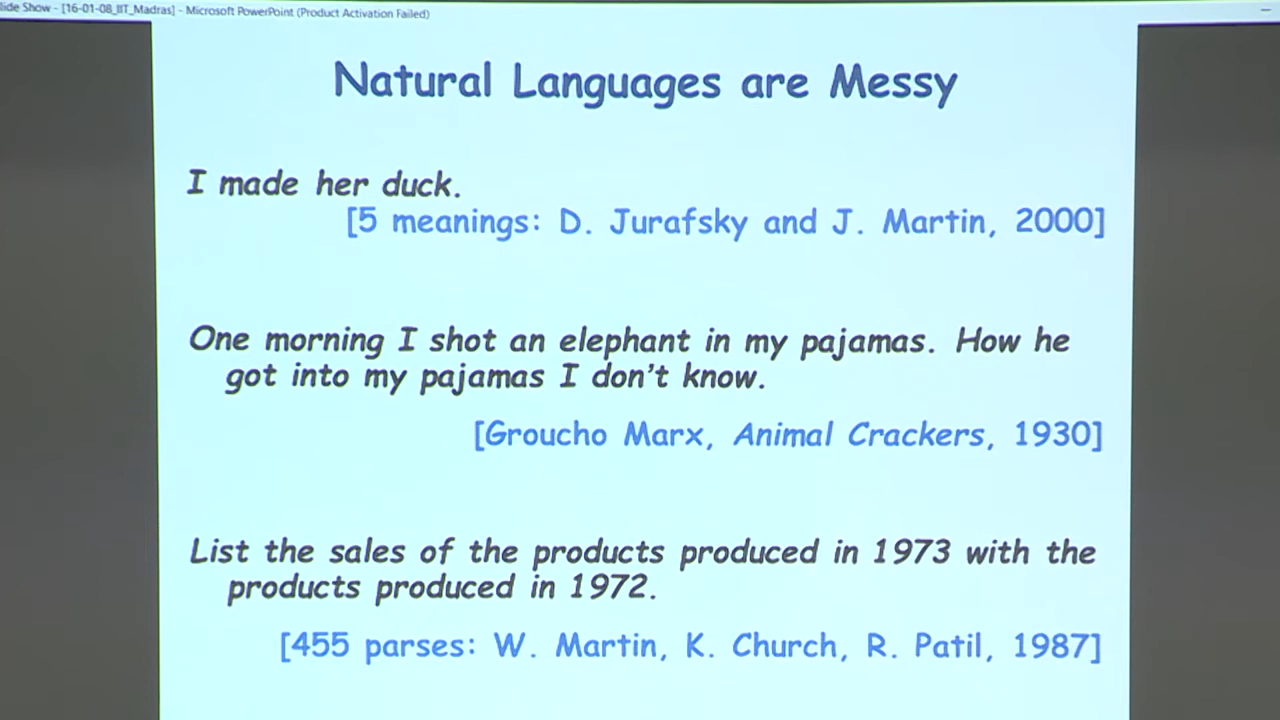 lide Show - [16-01-08_IIT_Madras] - Microsoft PowerPoint (Product Activation Failed)
Natural Languages are Messy
I made her duck.
[5 meanings: D. Jurafsky and J. Martin, 2000]
One morning I shot an elephant in my pajamas. How he
got into my pajamas I don't know.
[Groucho Marx, Animal Crackers, 1930]
List the sales of the products produced in 1973 with the
products produced in 1972.
[455 parses: W. Martin, K. Church, R. Patil, 1987]